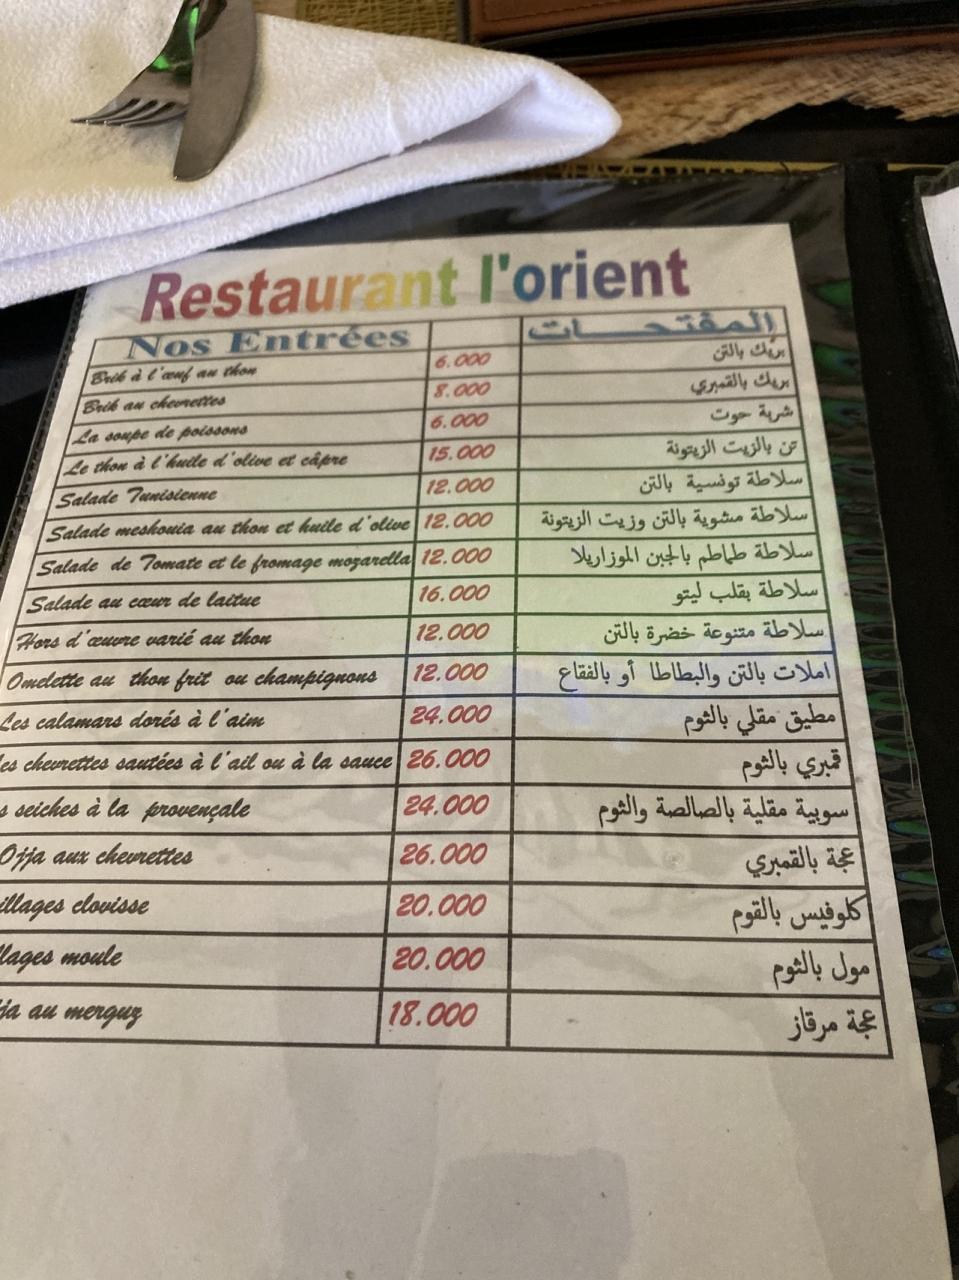 Restaurant l'orient
Nos Entrées المفتحـــات
Brik à l'œuf au thon 6.000 بريك بالتن
Brik au chevrettes 8.000 بريك بالقمبري
La soupe de poissons 6.000 شربة حوت
Le thon à l'huile d'olive et câpre 15.000 تن بالزيت الزيتونة
Salade Tunisienne 12.000 سلاطة تونسية بالتن
Salade meshouia au thon et huile d'olive 12.000 سلاطة مشوية بالتن وزيت الزيتونة
Salade de Tomate et le fromage mozarella 12.000 سلاطة طماطم بالجبن الموزاريلا
Salade au cœur de laitue 16.000 سلاطة بقلب ليتو
Hors d'œuvre varié au thon 12.000 سلاطة متنوعة خضرة بالتن
Omelette au thon frit ou champignons 12.000 املات بالتن والبطاطا أو بالفقاع
Les calamars dorés à l'aim 24.000 مطيق مقلي بالثوم
es chevrettes sautées à l'ail ou à la sauce 26.000 قمبري بالثوم
s seiches à la provençale 24.000 سوبية مقلية بالصالصة والثوم
Ojja aux chevrettes 26.000 عجة بالقمبري
illages clovisse 20.000 كلوفيس بالقوم
lages moule 20.000 مول بالثوم
ja au merguz 18.000 عجة مرقاز